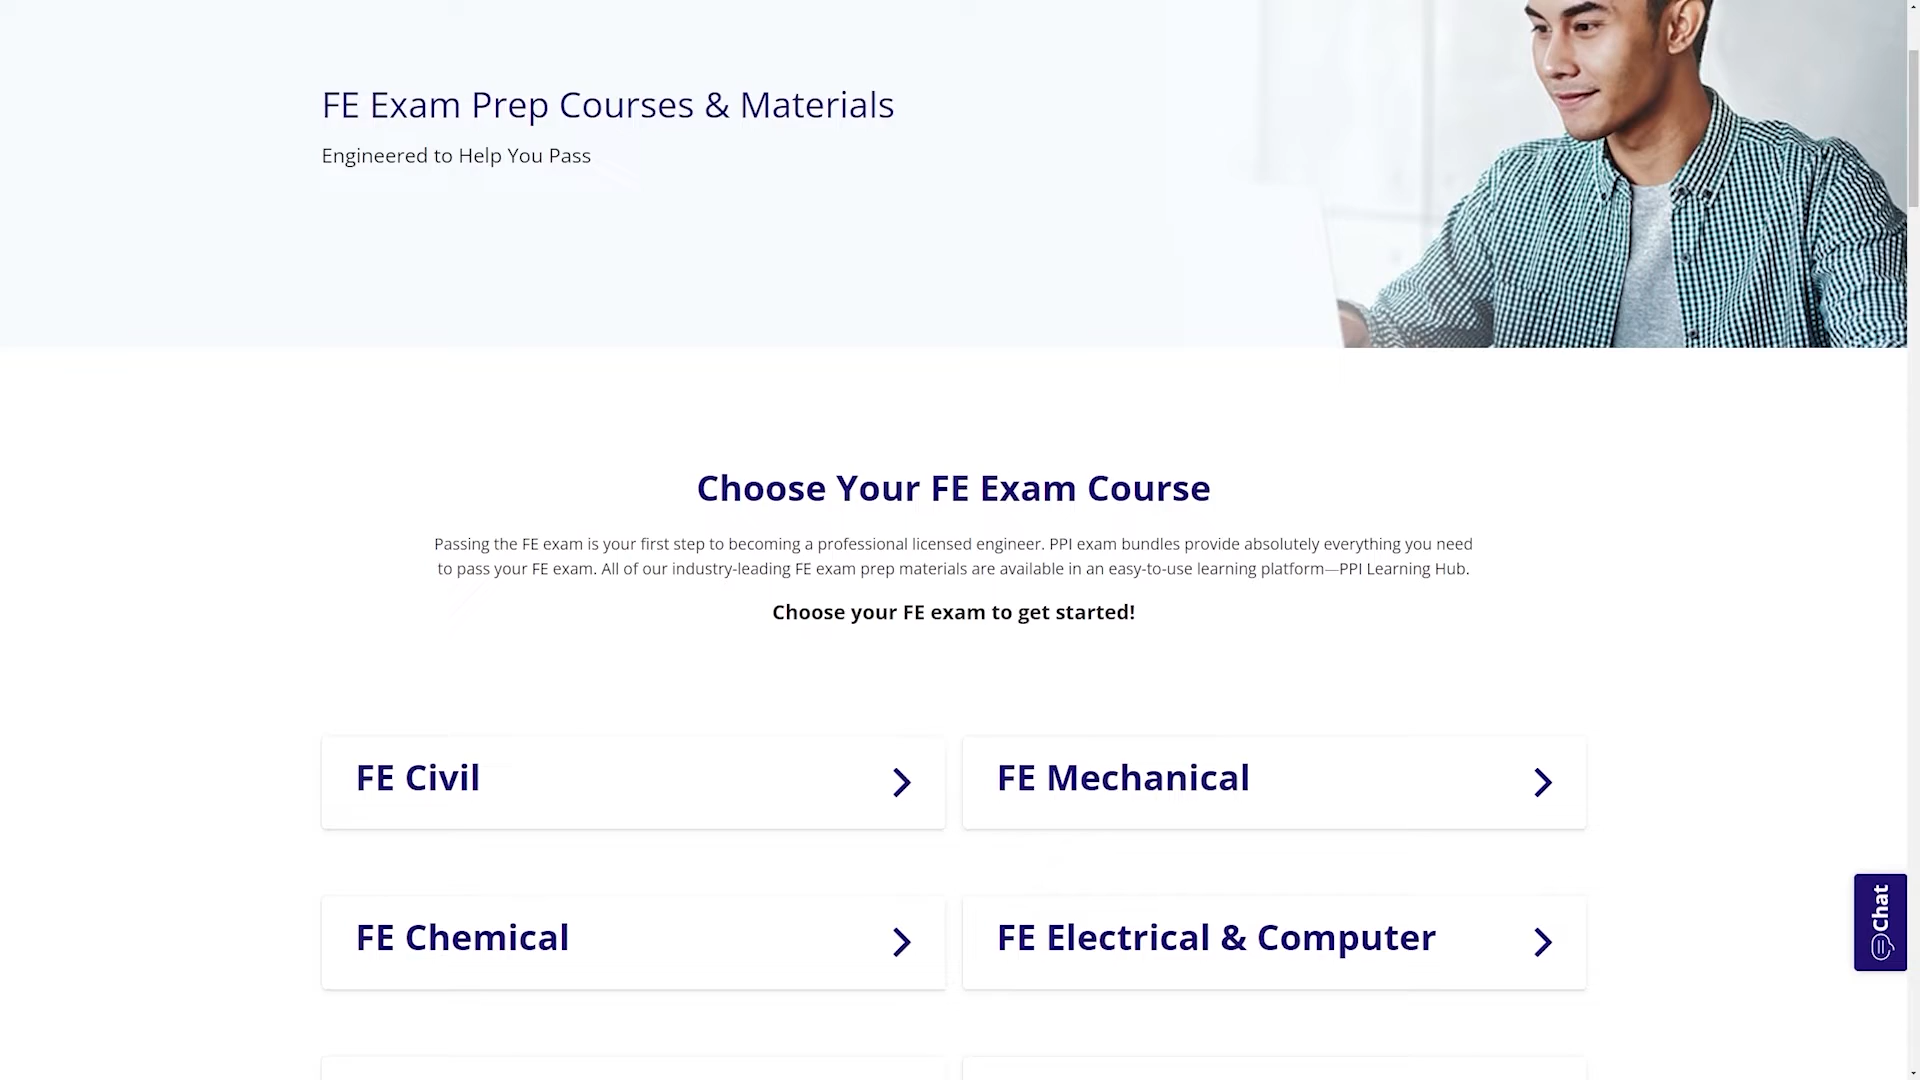 FE Exam Prep Courses & Materials
Engineered to Help You Pass
Choose Your FE Exam Course
Passing the FE exam is your first step to becoming a professional licensed engineer. PPI exam bundles provide absolutely everything you need
to pass your FE exam. All of our industry-leading FE exam prep materials are available in an easy-to-use learning platform—PPI Learning Hub.
Choose your FE exam to get started!
FE Civil
FE Mechanical
FE Chemical
FE Electrical & Computer
Chat